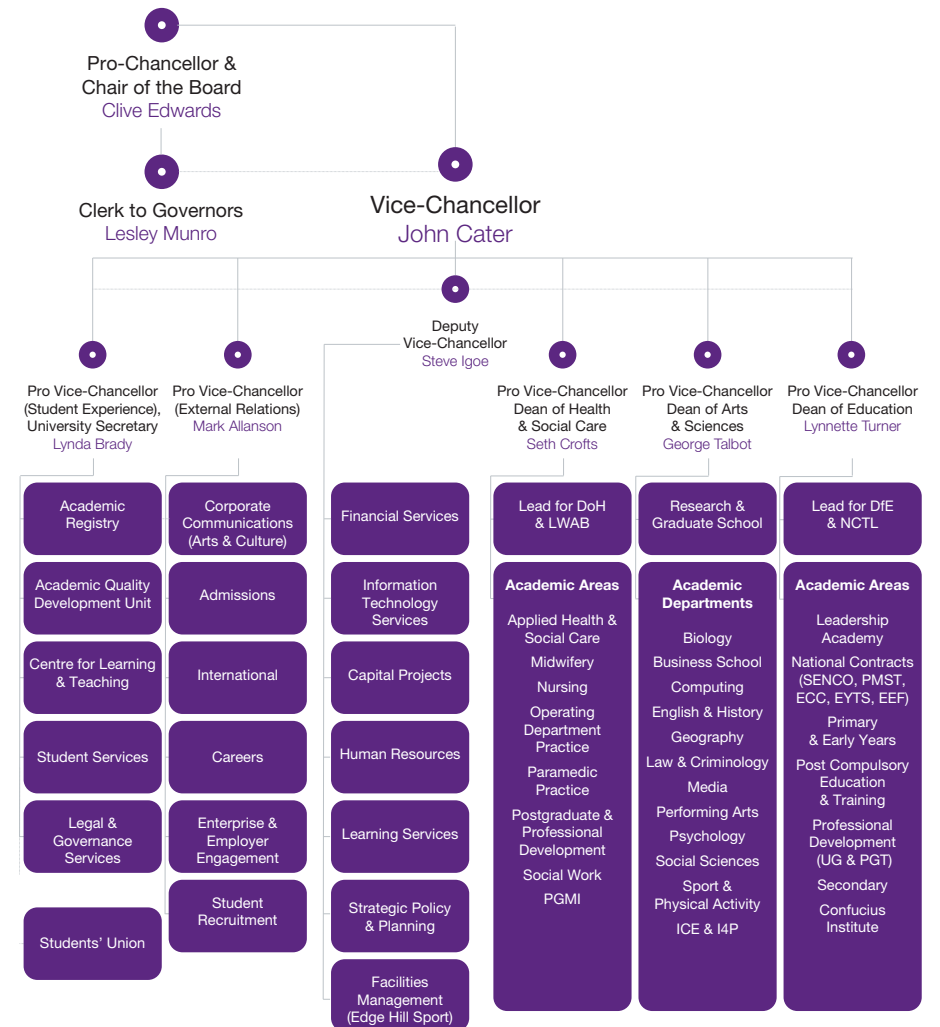 Pro-Chancellor &
Chair of the Board
Clive Edwards
Clerk to Governors
Lesley Munro
Vice-Chancellor
John Cater
Deputy
Vice-Chancellor
Steve Igoe
Pro Vice-Chancellor
(Student Experience),
University Secretary
Lynda Brady
Pro Vice-Chancellor
(External Relations)
Mark Allanson
Pro Vice-Chancellor
Dean of Health
& Social Care
Seth Crofts
Pro Vice-Chancellor
Dean of Arts
& Sciences
George Talbot
Pro Vice-Chancellor
Dean of Education
Lynnette Turner
Academic
Registry
Academic Quality
Development Unit
Centre for Learning
& Teaching
Student Services
Legal &
Governance
Services
Students' Union
Corporate
Communications
(Arts & Culture)
Admissions
International
Careers
Enterprise &
Employer
Engagement
Student
Recruitment
Financial Services
Information
Technology
Services
Capital Projects
Human Resources
Learning Services
Strategic Policy
& Planning
Facilities
Management
(Edge Hill Sport)
Lead for DoH
& LWAB
Academic Areas
Applied Health &
Social Care
Midwifery
Nursing
Operating
Department
Practice
Paramedic
Practice
Postgraduate &
Professional
Development
Social Work
PGMI
Research &
Graduate School
Academic
Departments
Biology
Business School
Computing
English & History
Geography
Law & Criminology
Media
Performing Arts
Psychology
Social Sciences
Sport &
Physical Activity
ICE & I4P
Lead for DfE
& NCTL
Academic Areas
Leadership
Academy
National Contracts
(SENCO, PMST,
ECC, EYTS, EEF)
Primary
& Early Years
Post Compulsory
Education
& Training
Professional
Development
(UG & PGT)
Secondary
Confucius
Institute